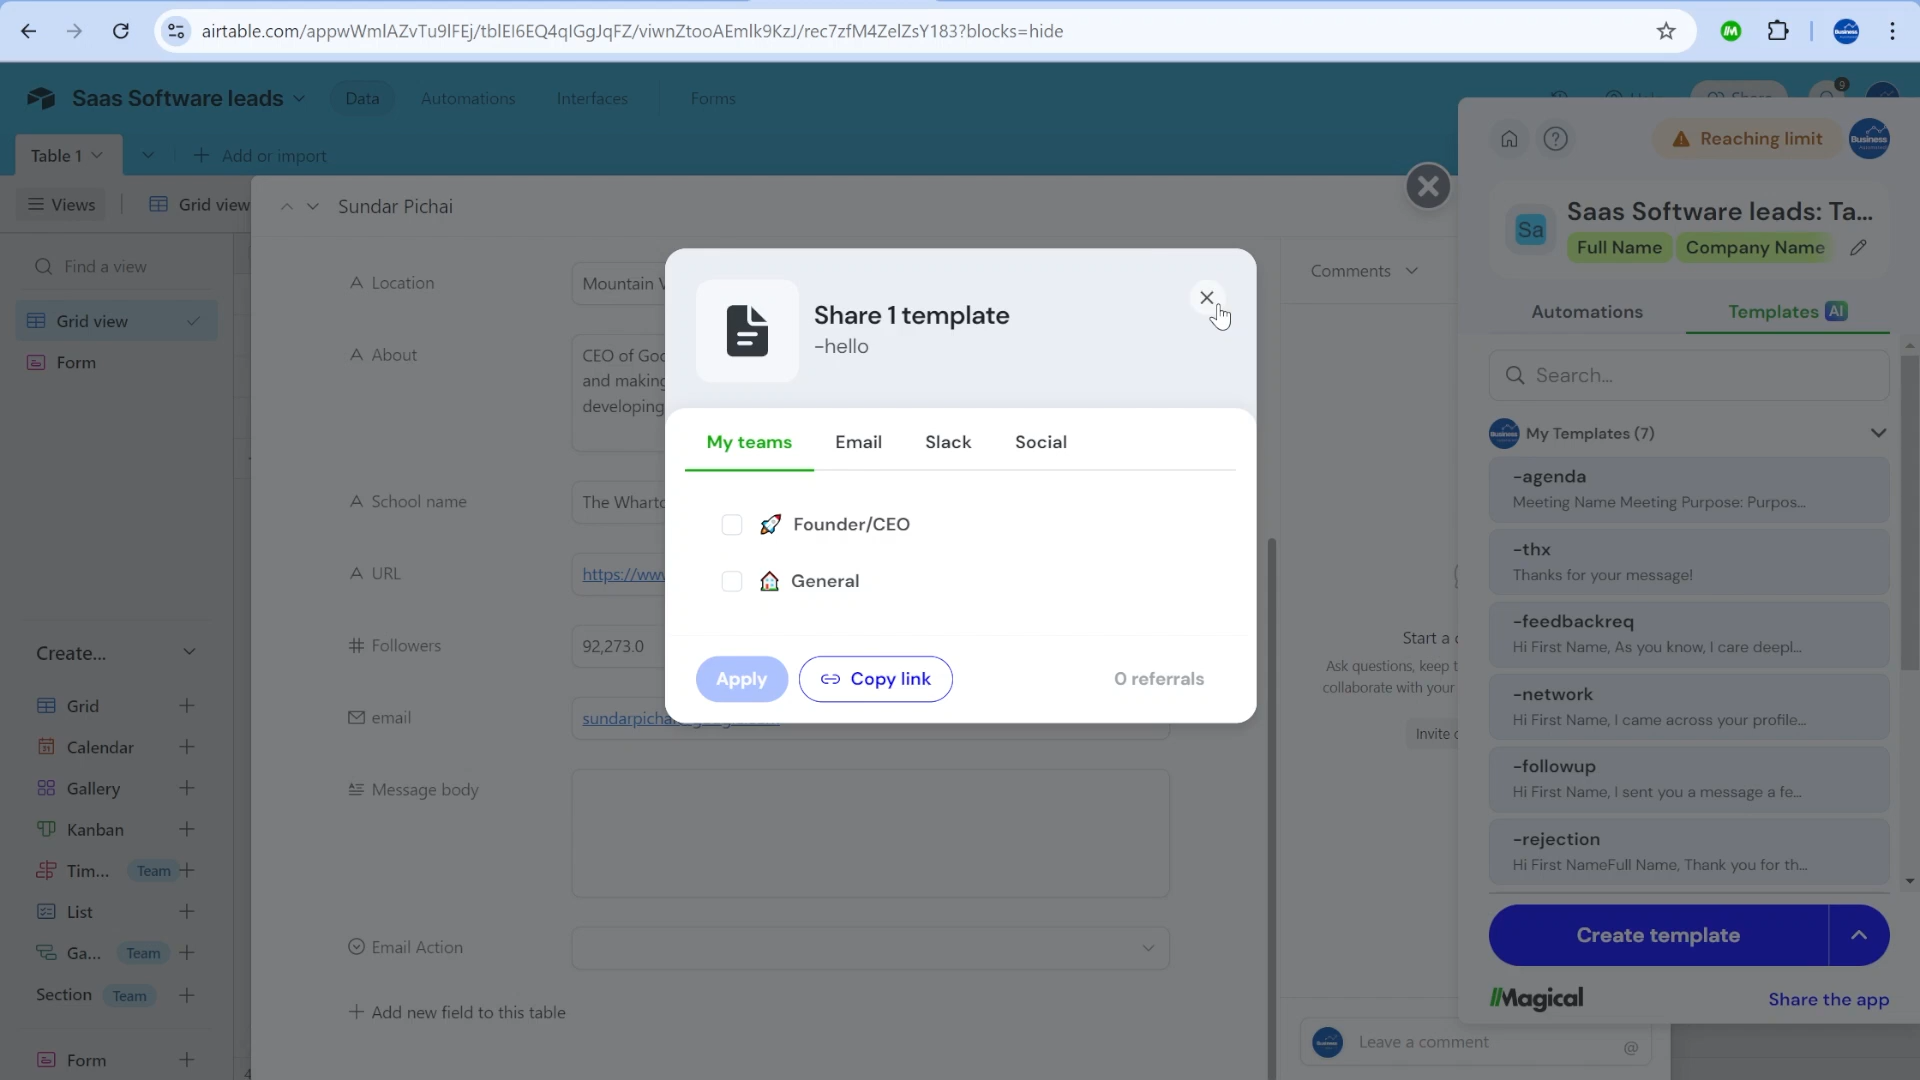 airtable.com/appwWmlAZvTu9lFEj/tblEI6EQ4qIGgJqFZ/viwnZtooAEmlk9KzJ/rec7zfM4ZelZsY183?blocks=hide
Business
Saas Software leads
Data
Automations
Interfaces
Forms
Share
9
Table 1
Add or import
Views
Grid view
Find a view
Grid view
Form
Create...
Grid
Calendar
Gallery
Kanban
Tim... Team
List
Ga... Team
Section Team
Form
Sundar Pichai
Location
Mountain V
About
CEO of Goo
and making
developing
School name
The Wharto
URL
https://www
Followers
92,273.0
email
sundarpicha
Message body
Email Action
Add new field to this table
Comments
Start a c
Ask questions, keep t
collaborate with your
Invite c
Leave a comment
@
Share 1 template
-hello
My teams
Email
Slack
Social
Founder/CEO
General
Apply
Copy link
0 referrals
Reaching limit
Business
Sa
Saas Software leads: Ta...
Full Name
Company Name
Automations
Templates AI
Search...
My Templates (7)
-agenda
Meeting Name Meeting Purpose: Purpos...
-thx
Thanks for your message!
-feedbackreq
Hi First Name, As you know, I care deepl...
-network
Hi First Name, I came across your profile...
-followup
Hi First Name, I sent you a message a fe...
-rejection
Hi First NameFull Name, Thank you for th...
Create template
Magical
Share the app